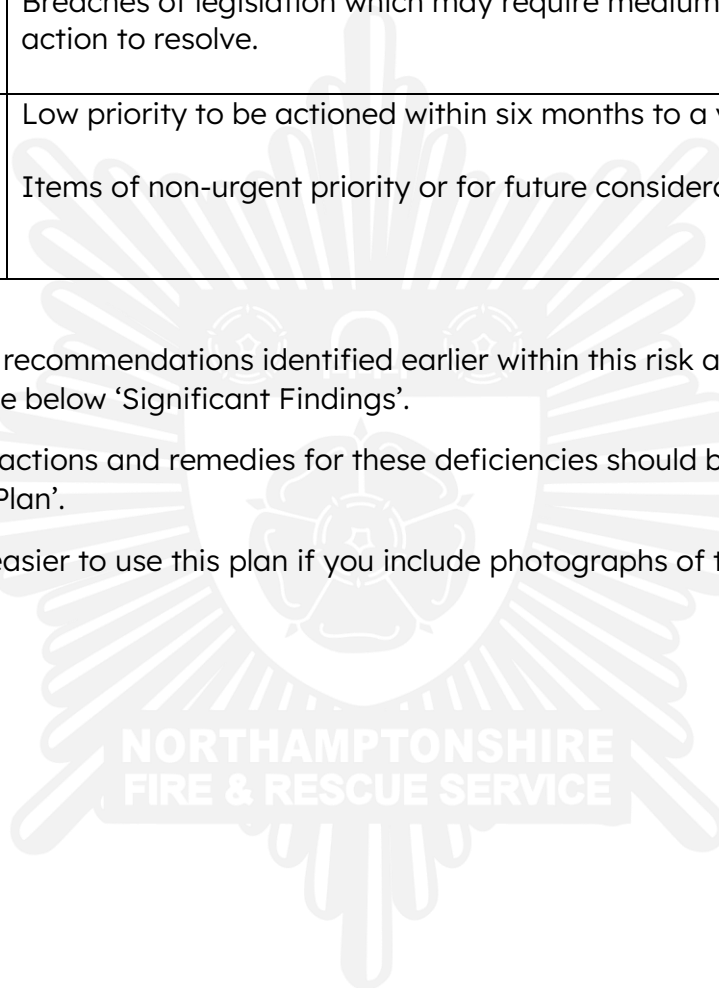 Breaches of legislation which may require medium
action to resolve.
Low priority to be actioned within six months to a
Items of non-urgent priority or for future
recommendations identified earlier within this risk
e below ‘Significant Findings’.
actions and remedies for these deficiencies should
Plan’.
easier to use this plan if you include photographs of
NORTHAMPTONSHIRE
FIRE & RESCUE SERVICE